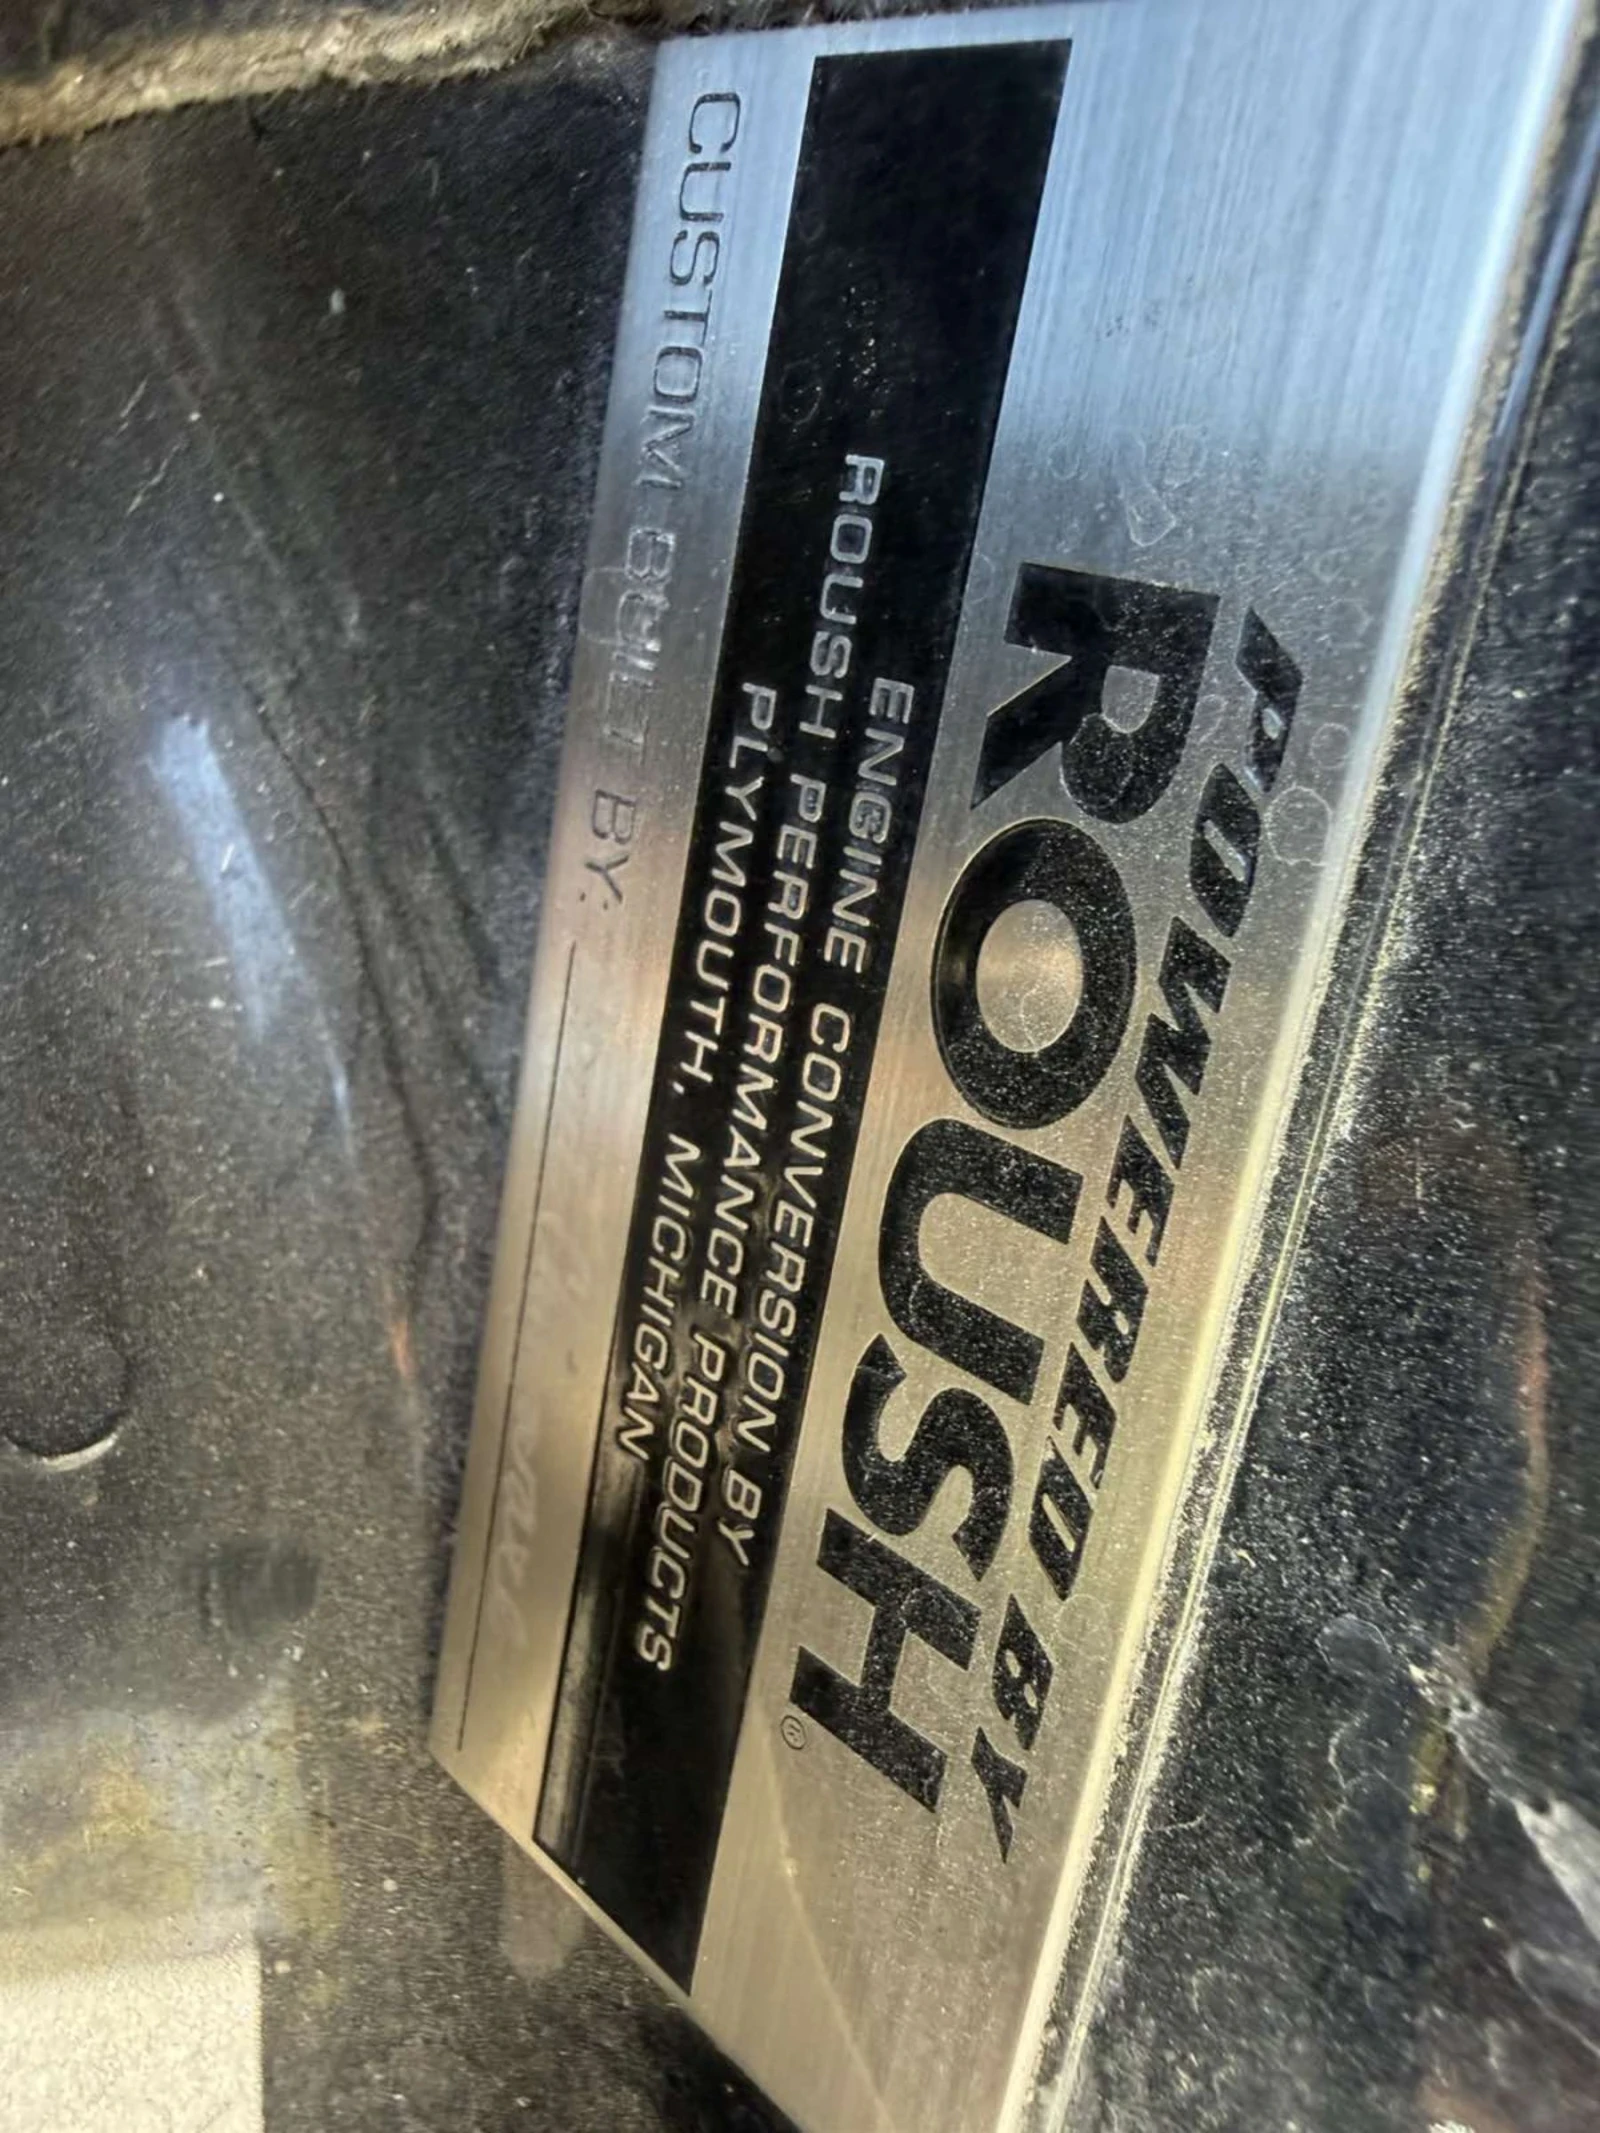 POWERED BY
ROUSH®
ENGINE CONVERSION BY
ROUSH PERFORMANCE PRODUCTS
PLYMOUTH, MICHIGAN
CUSTOM BUILT BY: